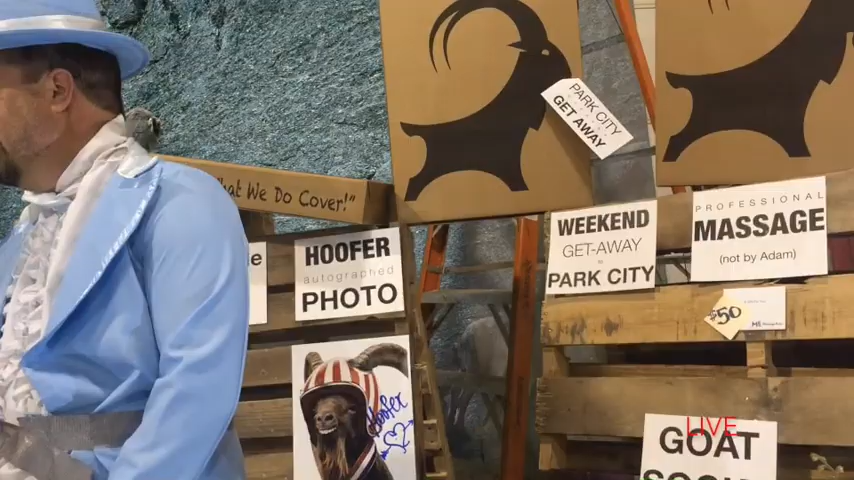 PARK CITY
GET AWAY
What We Do Cover!"
HOOFER
autographed
PHOTO
WEEKEND
GET-AWAY
PARK CITY
PROFESSIONAL
MASSAGE
(not by Adam)
$50
Hoofer
LIVE
GOAT